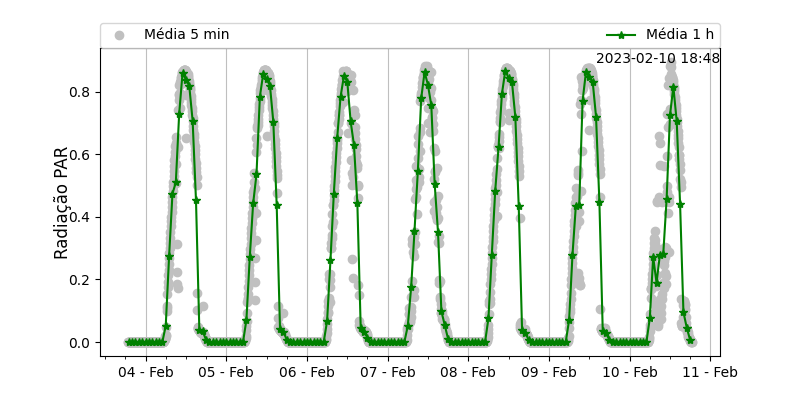 Média 5 min
Média 1 h
2023-02-10 18:48
Radiação PAR
0.8
0.6
0.4
0.2
0.0
04 - Feb
05 - Feb
06 - Feb
07 - Feb
08 - Feb
09 - Feb
10 - Feb
11 - Feb